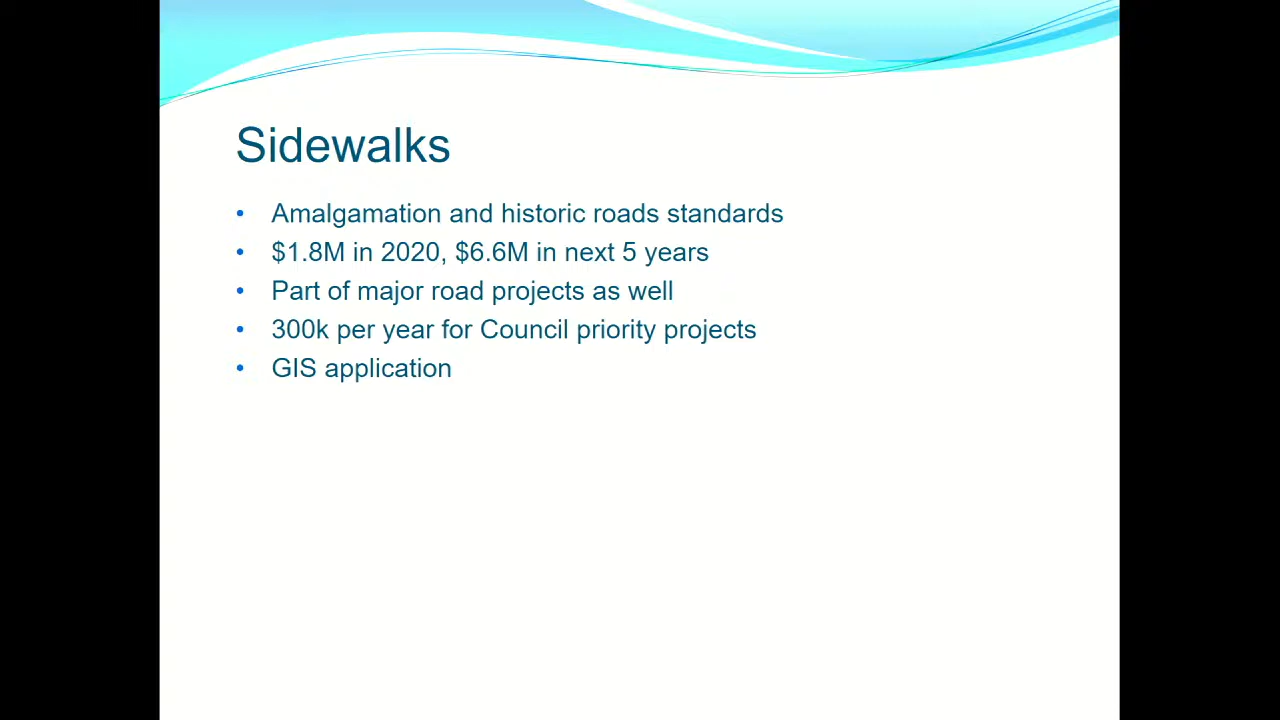 Sidewalks
• Amalgamation and historic roads standards
• $1.8M in 2020, $6.6M in next 5 years
• Part of major road projects as well
• 300k per year for Council priority projects
• GIS application